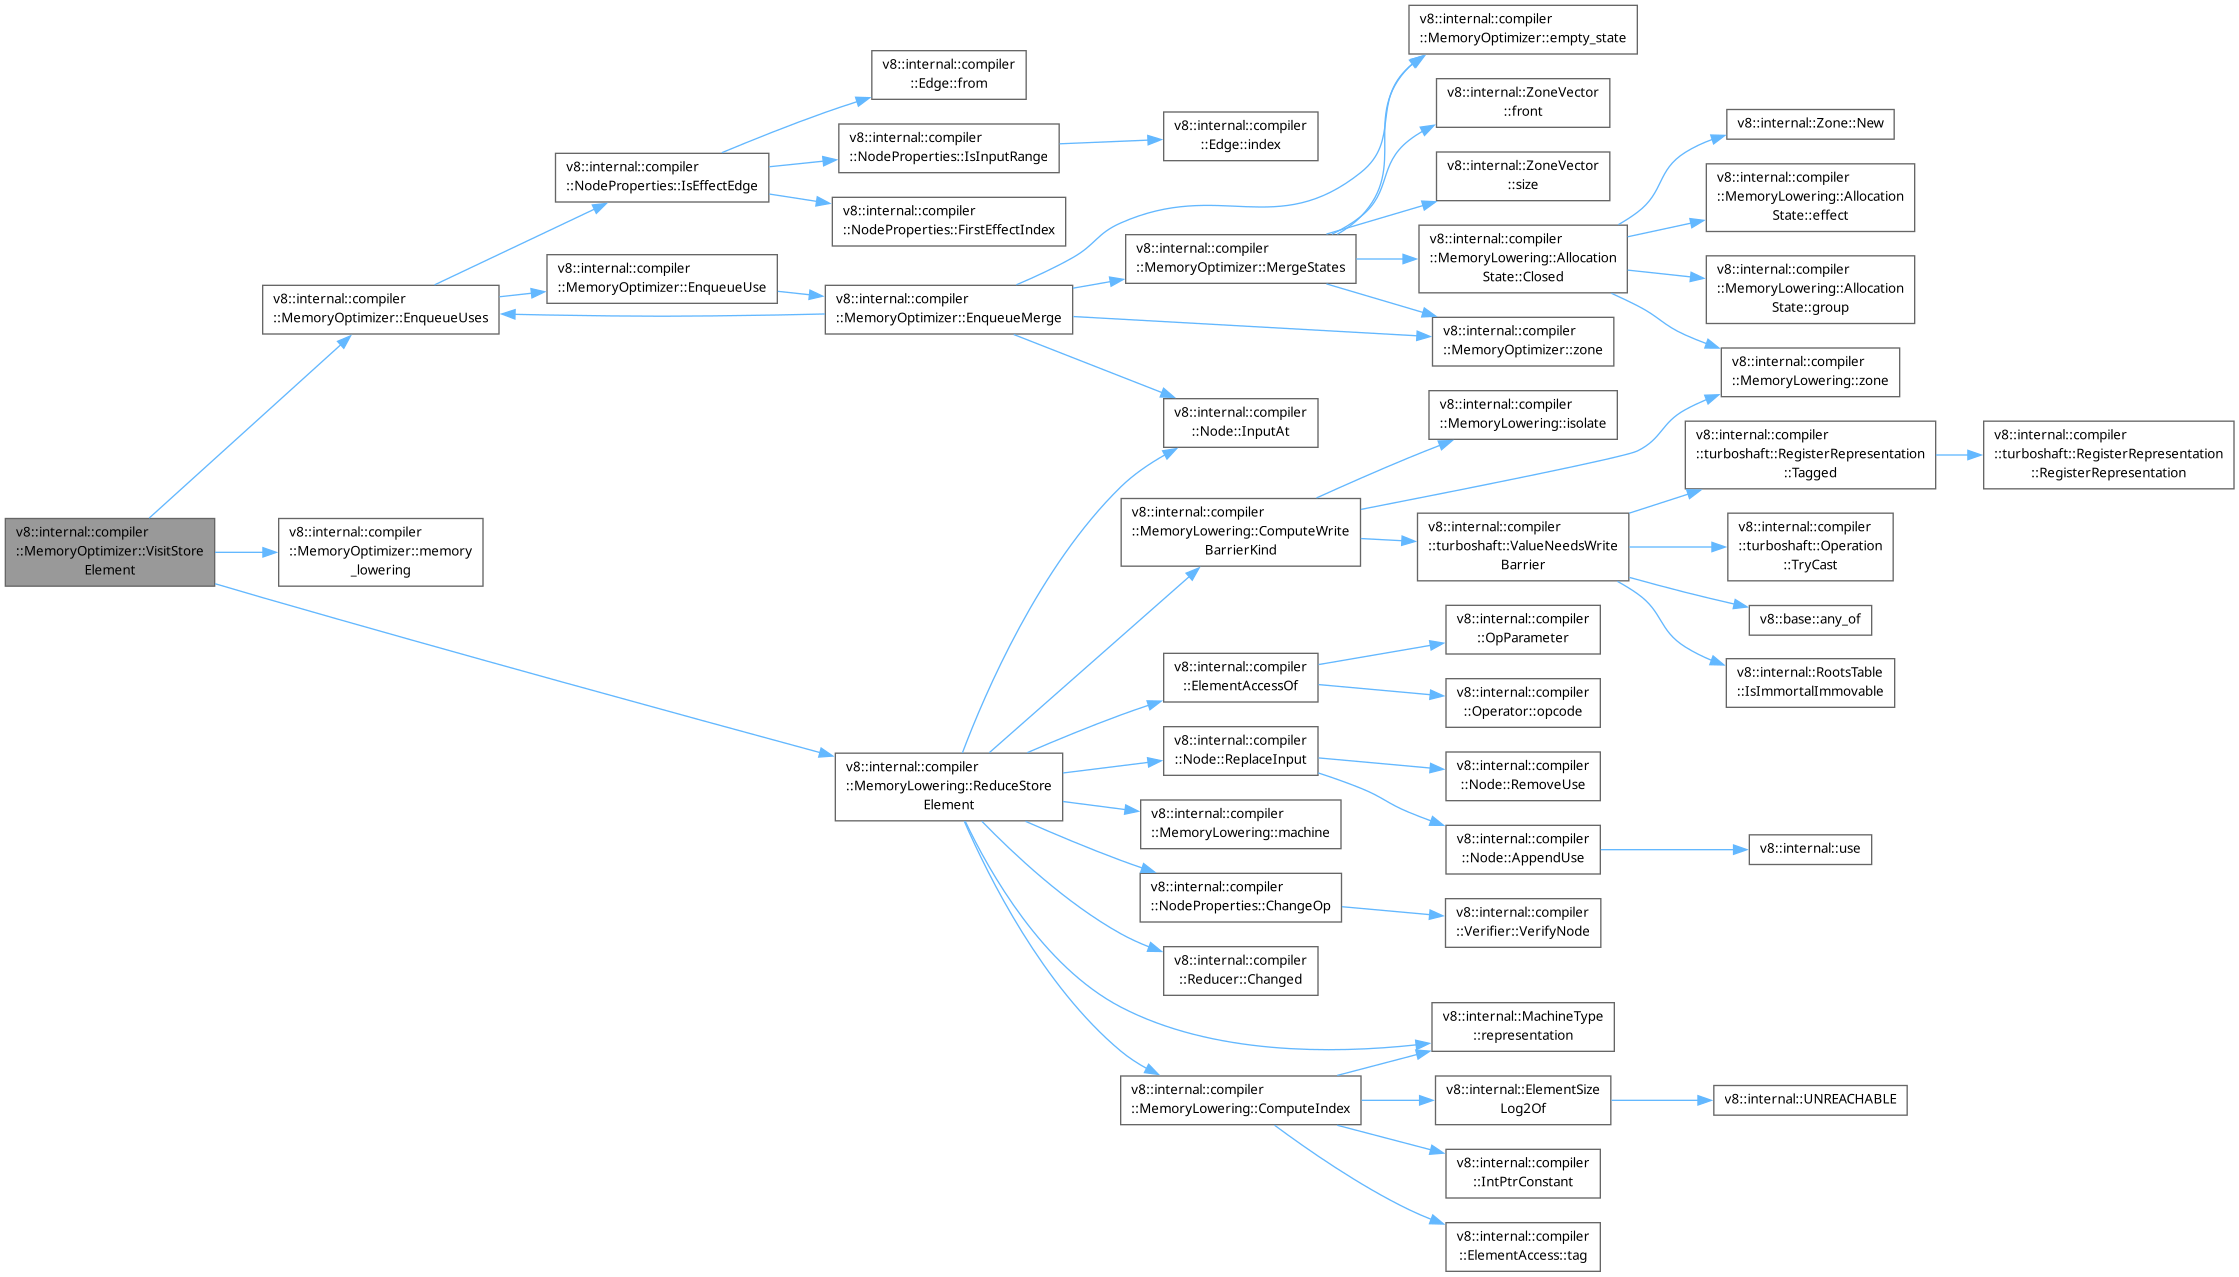 v8::internal::compiler
::MemoryOptimizer::VisitStore
Element
v8::internal::compiler
::MemoryOptimizer::EnqueueUses
v8::internal::compiler
::MemoryOptimizer::memory
_lowering
v8::internal::compiler
::NodeProperties::IsEffectEdge
v8::internal::compiler
::MemoryOptimizer::EnqueueUse
v8::internal::compiler
::Edge::from
v8::internal::compiler
::NodeProperties::IsInputRange
v8::internal::compiler
::NodeProperties::FirstEffectIndex
v8::internal::compiler
::MemoryOptimizer::EnqueueMerge
v8::internal::compiler
::MemoryLowering::ReduceStore
Element
v8::internal::compiler
::Edge::index
v8::internal::compiler
::MemoryOptimizer::MergeStates
v8::internal::compiler
::Node::InputAt
v8::internal::compiler
::MemoryLowering::ComputeWrite
BarrierKind
v8::internal::compiler
::ElementAccessOf
v8::internal::compiler
::Node::ReplaceInput
v8::internal::compiler
::MemoryLowering::machine
v8::internal::compiler
::NodeProperties::ChangeOp
v8::internal::compiler
::Reducer::Changed
v8::internal::compiler
::MemoryLowering::ComputeIndex
v8::internal::compiler
::MemoryOptimizer::empty_state
v8::internal::ZoneVector
::front
v8::internal::ZoneVector
::size
v8::internal::compiler
::MemoryLowering::Allocation
State::Closed
v8::internal::compiler
::MemoryOptimizer::zone
v8::internal::compiler
::MemoryLowering::isolate
v8::internal::compiler
::turboshaft::ValueNeedsWrite
Barrier
v8::internal::compiler
::OpParameter
v8::internal::compiler
::Operator::opcode
v8::internal::compiler
::Node::RemoveUse
v8::internal::compiler
::Node::AppendUse
v8::internal::compiler
::Verifier::VerifyNode
v8::internal::MachineType
::representation
v8::internal::ElementSize
Log2Of
v8::internal::compiler
::IntPtrConstant
v8::internal::compiler
::ElementAccess::tag
v8::internal::Zone::New
v8::internal::compiler
::MemoryLowering::Allocation
State::effect
v8::internal::compiler
::MemoryLowering::Allocation
State::group
v8::internal::compiler
::MemoryLowering::zone
v8::internal::compiler
::turboshaft::RegisterRepresentation
::Tagged
v8::internal::compiler
::turboshaft::Operation
::TryCast
v8::base::any_of
v8::internal::RootsTable
::IsImmortalImmovable
v8::internal::use
v8::internal::UNREACHABLE
v8::internal::compiler
::turboshaft::RegisterRepresentation
::RegisterRepresentation